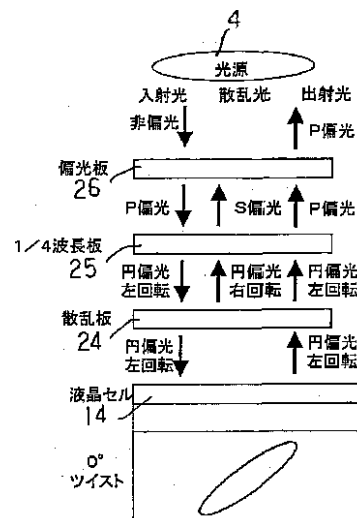 4
光源
入射光 散乱光 出射光
非偏光 P偏光
偏光板
26
P偏光 S偏光 P偏光
1/4波長板
25
円偏光 円偏光 円偏光
左回転 右回転 左回転
散乱板
24
円偏光 円偏光
左回転 左回転
液晶セル
14
0°
ツイスト